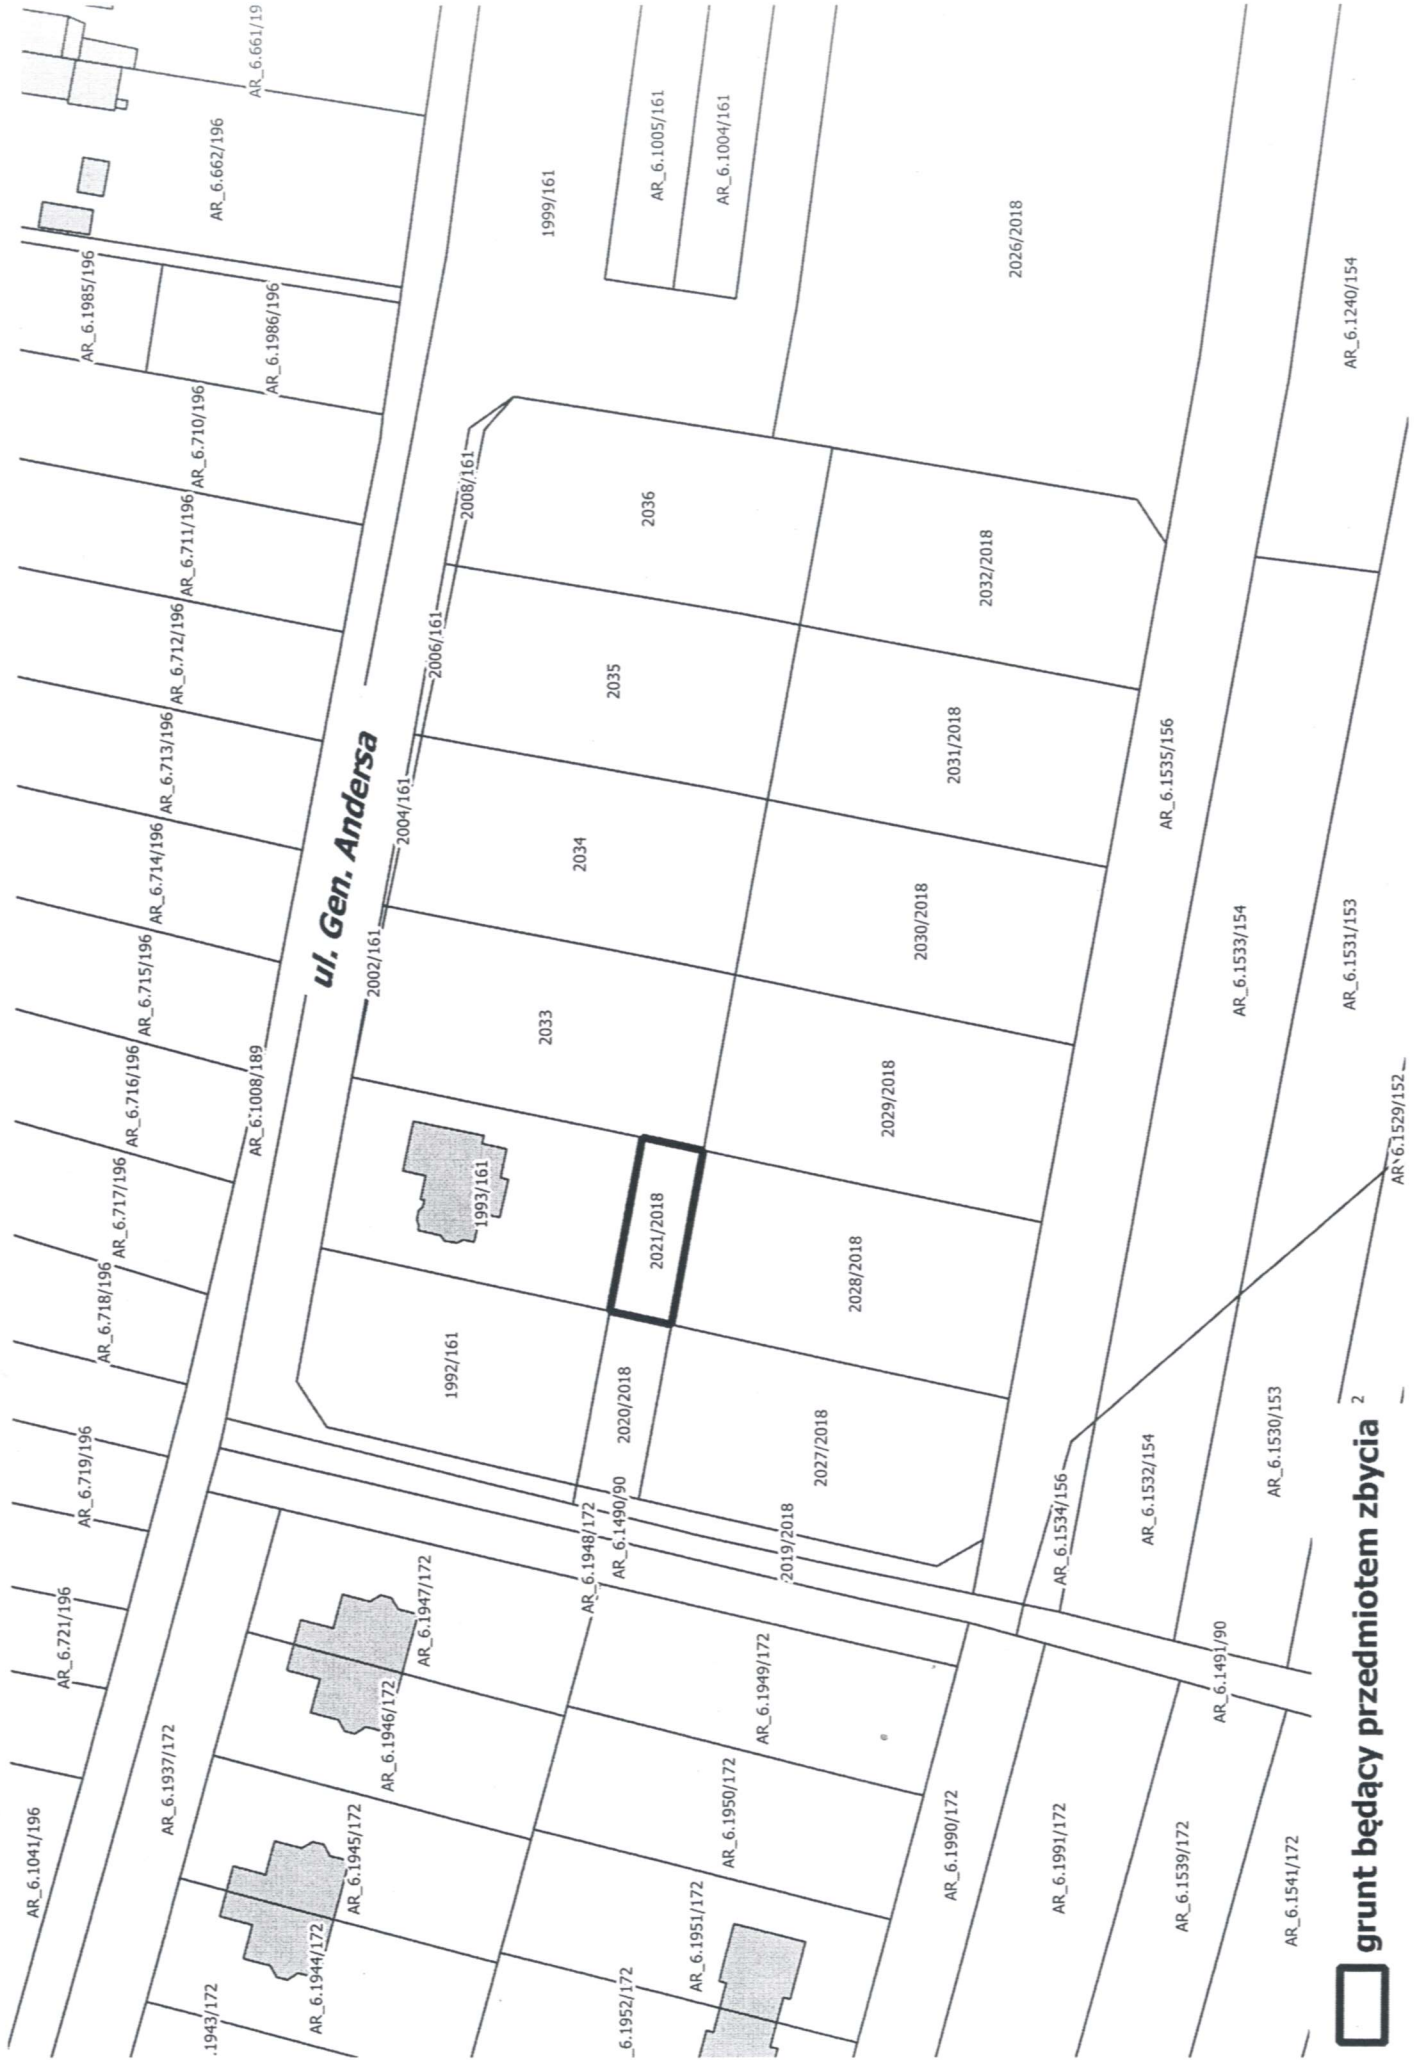 AR_6.1041/196
AR_6.721/196
AR_6.719/196
AR_6.718/196
AR_6.717/196
AR_6.716/196
AR_6.715/196
AR_6.714/196
AR_6.713/196
AR_6.712/196
AR_6.711/196
AR_6.710/196
AR_6.1985/196
AR_6.1986/196
AR_6.662/196
AR_6.661/19
AR_6.1937/172
AR_6.1008/189
ul. Gen. Andersa
2002/161
2004/161
2006/161
2008/161
1999/161
AR_6.1005/161
AR_6.1004/161
.1943/172
AR_6.1944/172
AR_6.1945/172
AR_6.1946/172
AR_6.1947/172
1992/161
1993/161
2033
2034
2035
2036
AR_6.1948/172
AR_6.1490/90
2020/2018
2021/2018
_6.1952/172
AR_6.1951/172
AR_6.1950/172
AR_6.1949/172
2019/2018
2027/2018
2028/2018
2029/2018
2030/2018
2031/2018
2032/2018
2026/2018
AR_6.1990/172
AR_6.1991/172
AR_6.1534/156
AR_6.1535/156
AR_6.1539/172
AR_6.1491/90
AR_6.1532/154
AR_6.1533/154
AR_6.1240/154
AR_6.1541/172
AR_6.1530/153
AR_6.1531/153
AR_6.1529/152
2
grunt będący przedmiotem zbycia